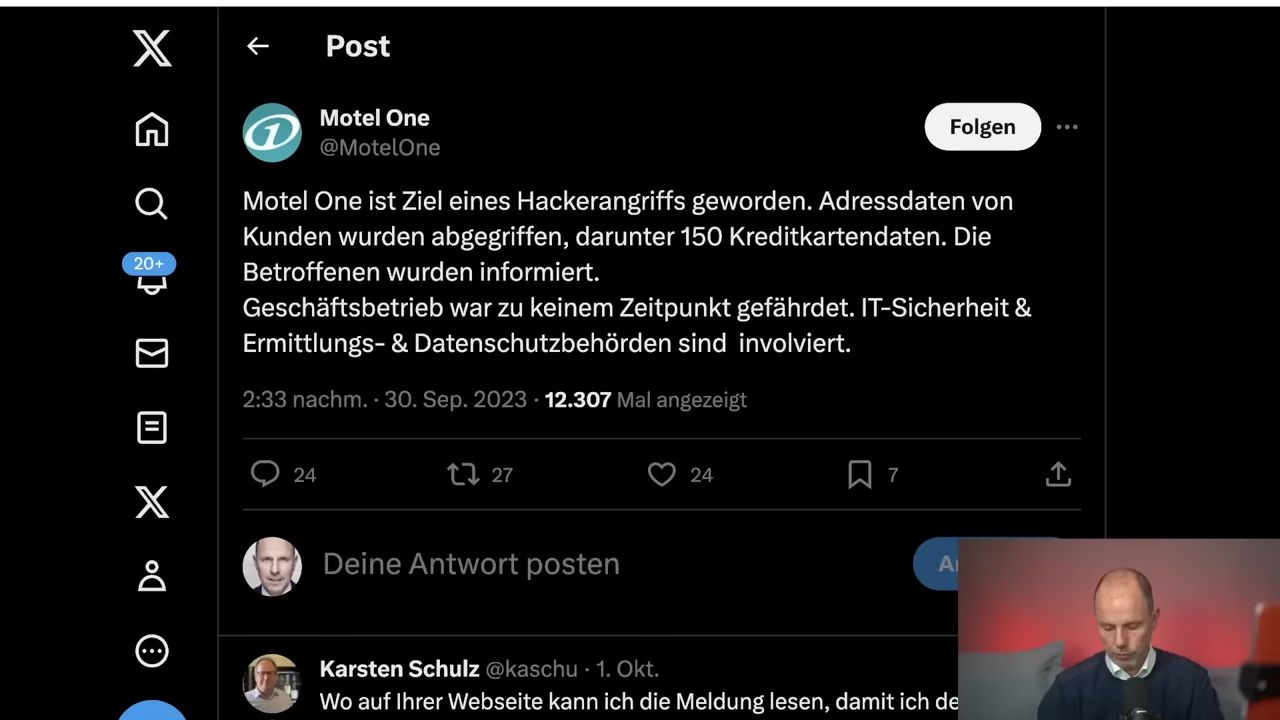 Post
Motel One
@MotelOne
Folgen
Motel One ist Ziel eines Hackerangriffs geworden. Adressdaten von
Kunden wurden abgegriffen, darunter 150 Kreditkartendaten. Die
Betroffenen wurden informiert.
Geschäftsbetrieb war zu keinem Zeitpunkt gefährdet. IT-Sicherheit &
Ermittlungs- & Datenschutzbehörden sind  involviert.
20+
2:33 nachm. · 30. Sep. 2023 · 12.307 Mal angezeigt
24 27 24 7
Deine Antwort posten
Karsten Schulz @kaschu · 1. Okt.
Wo auf Ihrer Webseite kann ich die Meldung lesen, damit ich